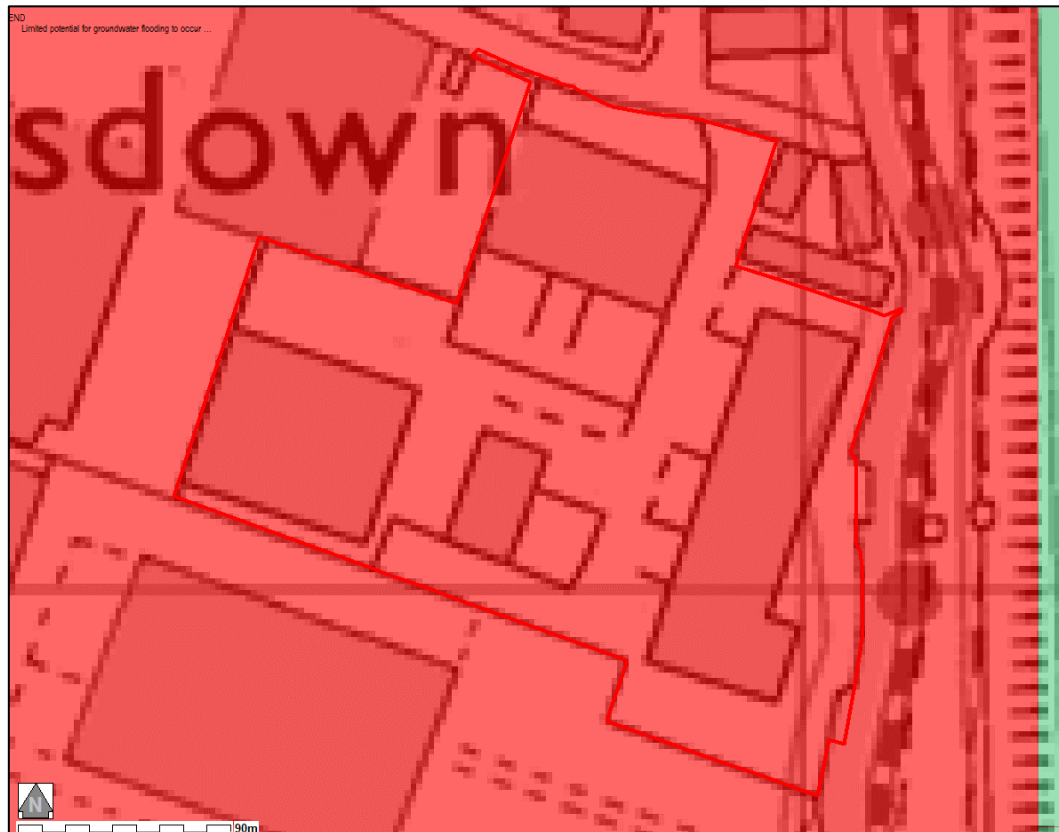 END
Limited potential for groundwater flooding to occur ...
sdown
N
90m